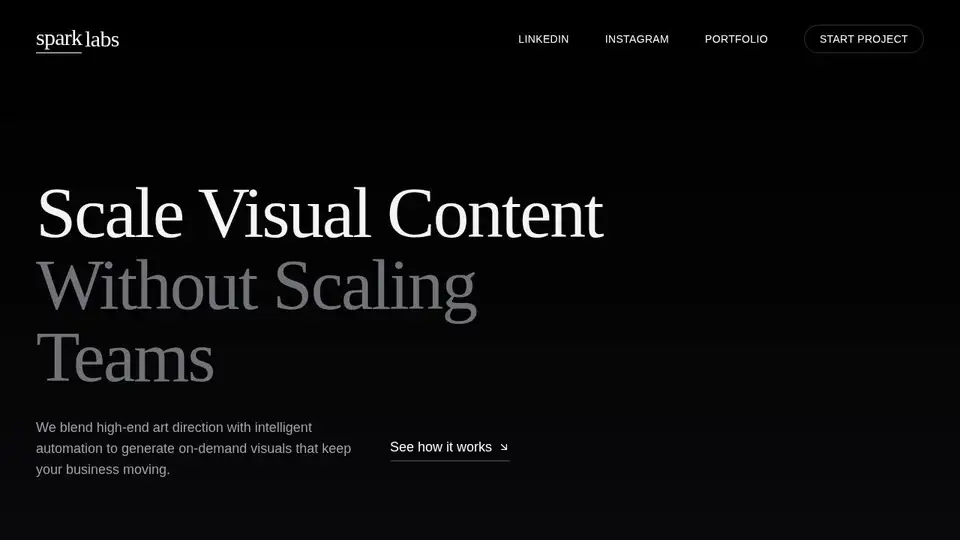 spark labs
LINKEDIN
INSTAGRAM
PORTFOLIO
START PROJECT
Scale Visual Content
Without Scaling
Teams
We blend high-end art direction with intelligent
automation to generate on-demand visuals that keep
your business moving.
See how it works